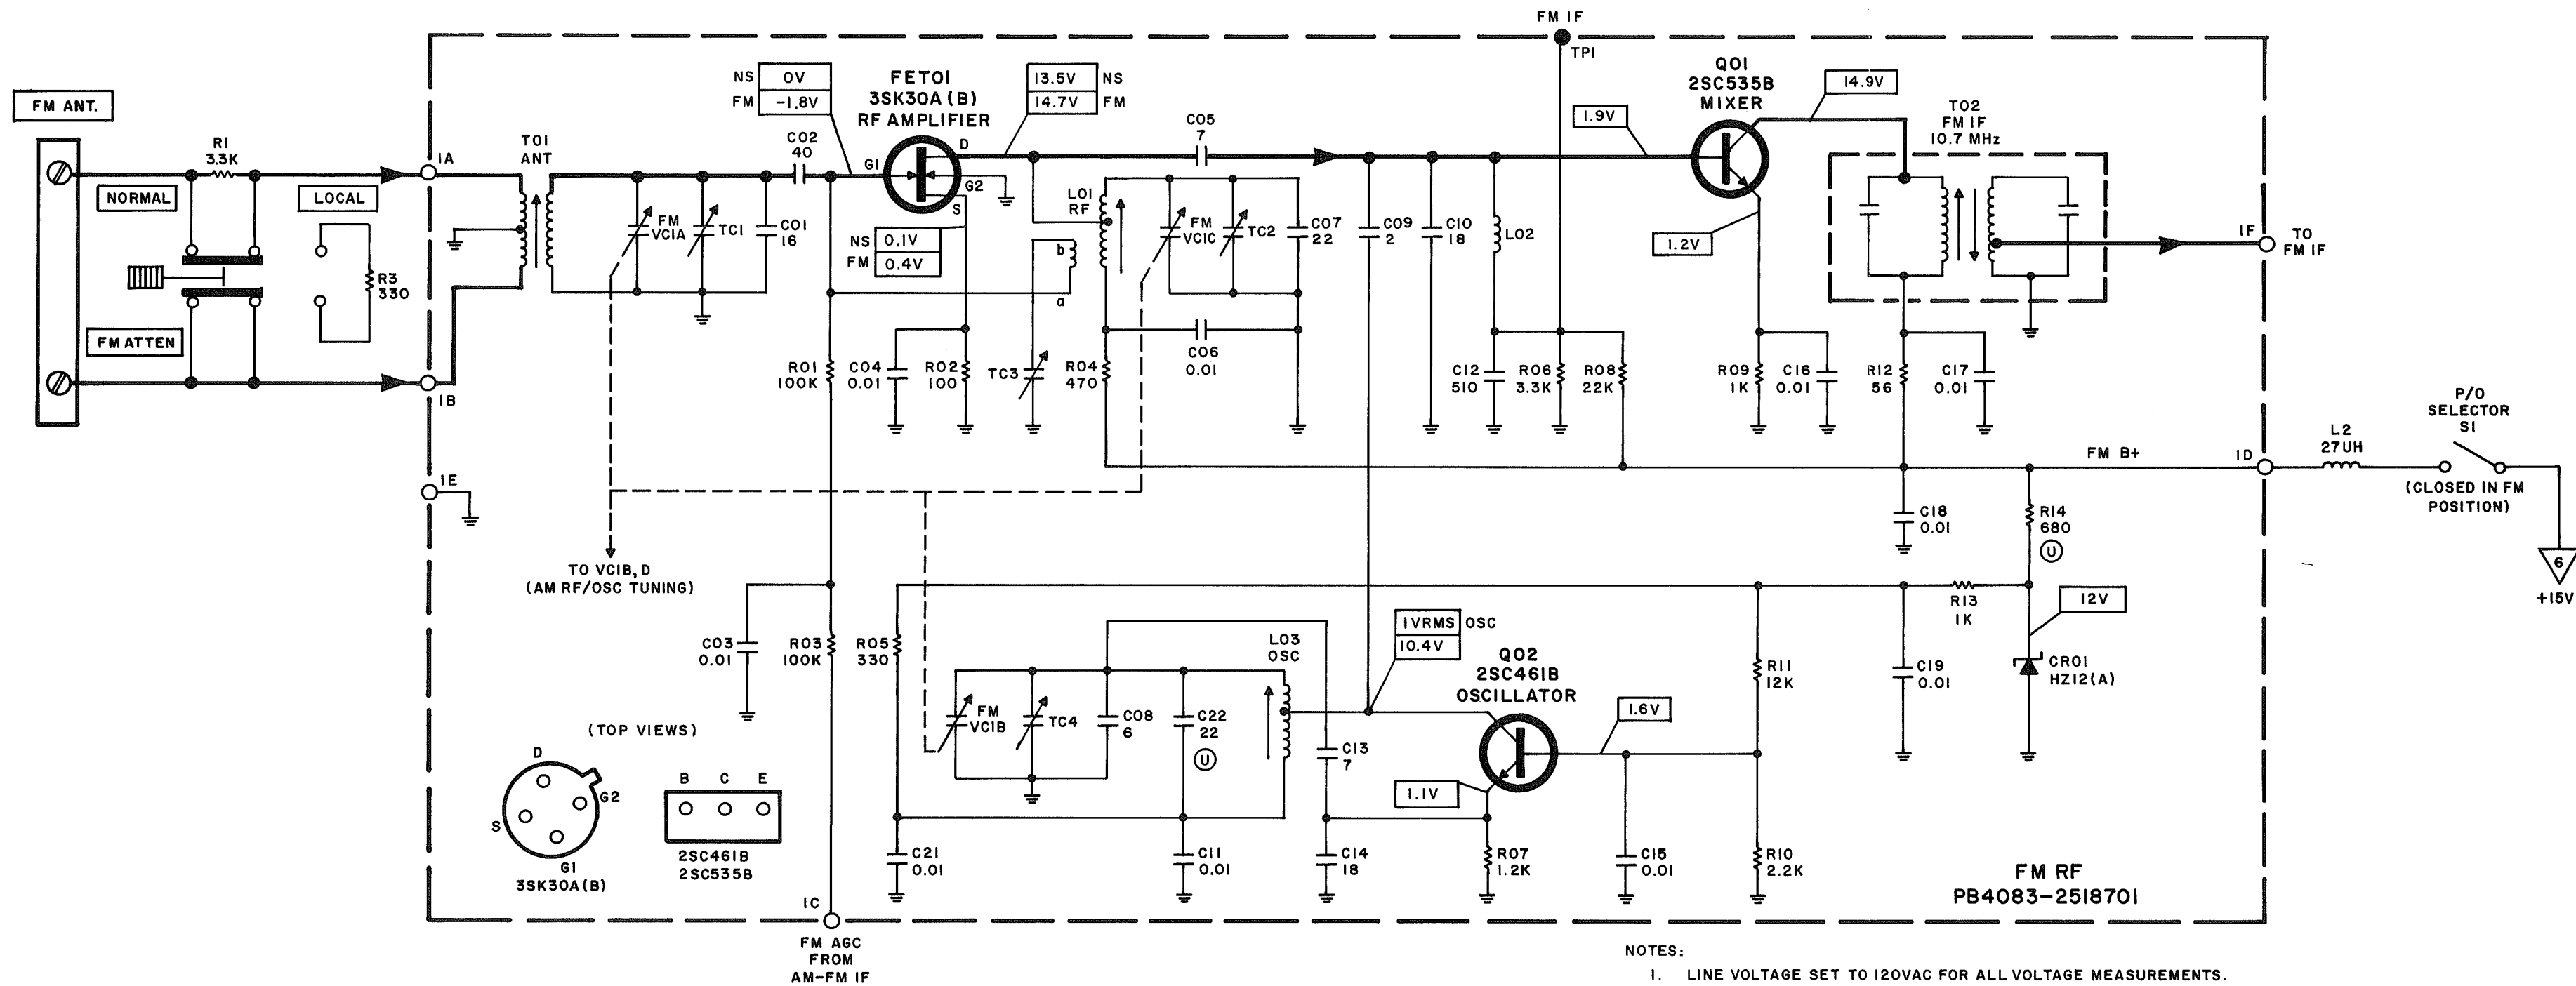 FM IF
TP1
FM ANT.
R1
3.3K
NORMAL
LOCAL
FM ATTEN
R3
330
1A
1B
1E
T01
ANT
FM
VC1A
TC1
C01
16
C02
40
NS 0V
FM -1.8V
FET01
3SK30A(B)
RF AMPLIFIER
G1
D
G2
S
13.5V NS
14.7V FM
NS 0.1V
FM 0.4V
C05
7
L01
RF
b
a
FM
VC1C
TC2
C07
22
C09
2
C10
18
L02
1.9V
Q01
2SC535B
MIXER
14.9V
1.2V
T02
FM IF
10.7 MHz
1F
TO
FM IF
R01
100K
C04
0.01
R02
100
TC3
R04
470
C06
0.01
C12
510
R06
3.3K
R08
22K
R09
1K
C16
0.01
R12
56
C17
0.01
FM B+
1D
L2
27UH
P/O
SELECTOR
S1
(CLOSED IN FM
POSITION)
6
+15V
C18
0.01
R14
680
U
TO VC1B,D
(AM RF/OSC TUNING)
C03
0.01
R03
100K
R05
330
FM
VC1B
TC4
C08
6
C22
22
U
L03
OSC
C13
7
1VRMS OSC
10.4V
Q02
2SC461B
OSCILLATOR
1.6V
1.1V
R11
12K
C19
0.01
R13
1K
12V
CR01
HZ12(A)
(TOP VIEWS)
D
G2
S
G1
3SK30A(B)
B C E
2SC461B
2SC535B
C21
0.01
C11
0.01
C14
18
R07
1.2K
C15
0.01
R10
2.2K
FM RF
PB4083-2518701
1C
FM AGC
FROM
AM-FM IF
NOTES:
1. LINE VOLTAGE SET TO 120VAC FOR ALL VOLTAGE MEASUREMENTS.